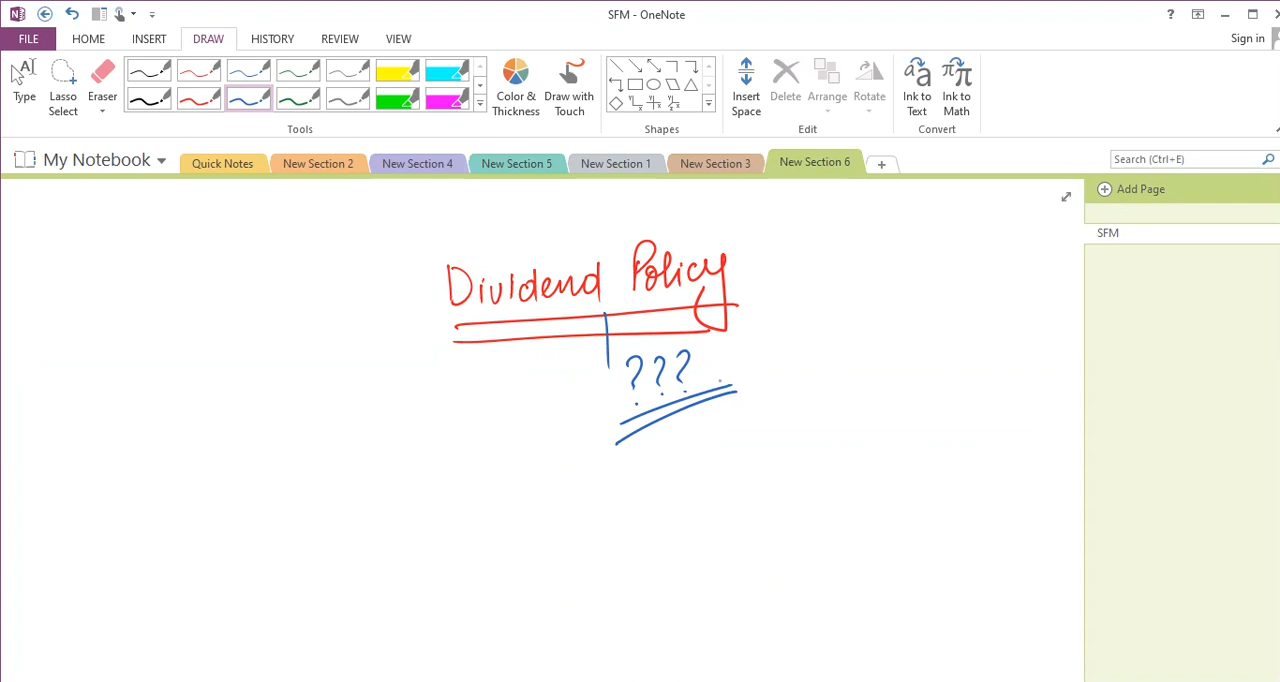 SFM - OneNote
?
Sign in
FILE HOME INSERT DRAW HISTORY REVIEW VIEW
Type
Lasso Select
Eraser
Color & Thickness
Draw with Touch
Insert Space
Delete
Arrange
Rotate
Ink to Text
Ink to Math
Tools
Shapes
Edit
Convert
My Notebook
Quick Notes New Section 2 New Section 4 New Section 5 New Section 1 New Section 3 New Section 6
Search (Ctrl+E)
Add Page
SFM
Dividend Policy
???